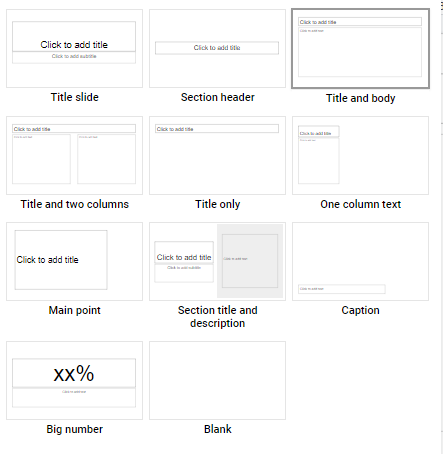 Click to add title
Click to add subtitle
Title slide
Click to add title
Section header
Click to add title
Click to add text
Title and body
Click to add title
Click to add text
Click to add text
Title and two columns
Click to add title
Title only
Click to add title
Click to add text
One column text
Click to add title
Main point
Click to add title
Click to add subtitle
Click to add text
Section title and
description
Click to add text
Caption
xx%
Click to add text
Big number
Blank